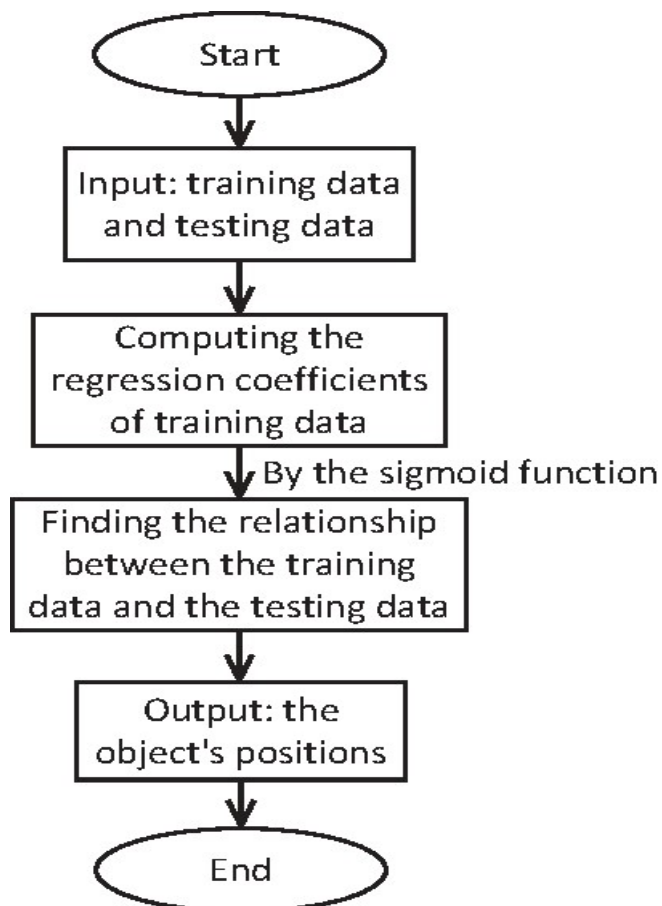 Start
Input: training data
and testing data
Computing the
regression coefficients
of training data
By the sigmoid function
Finding the relationship
between the training
data and the testing data
Output: the
object's positions
End